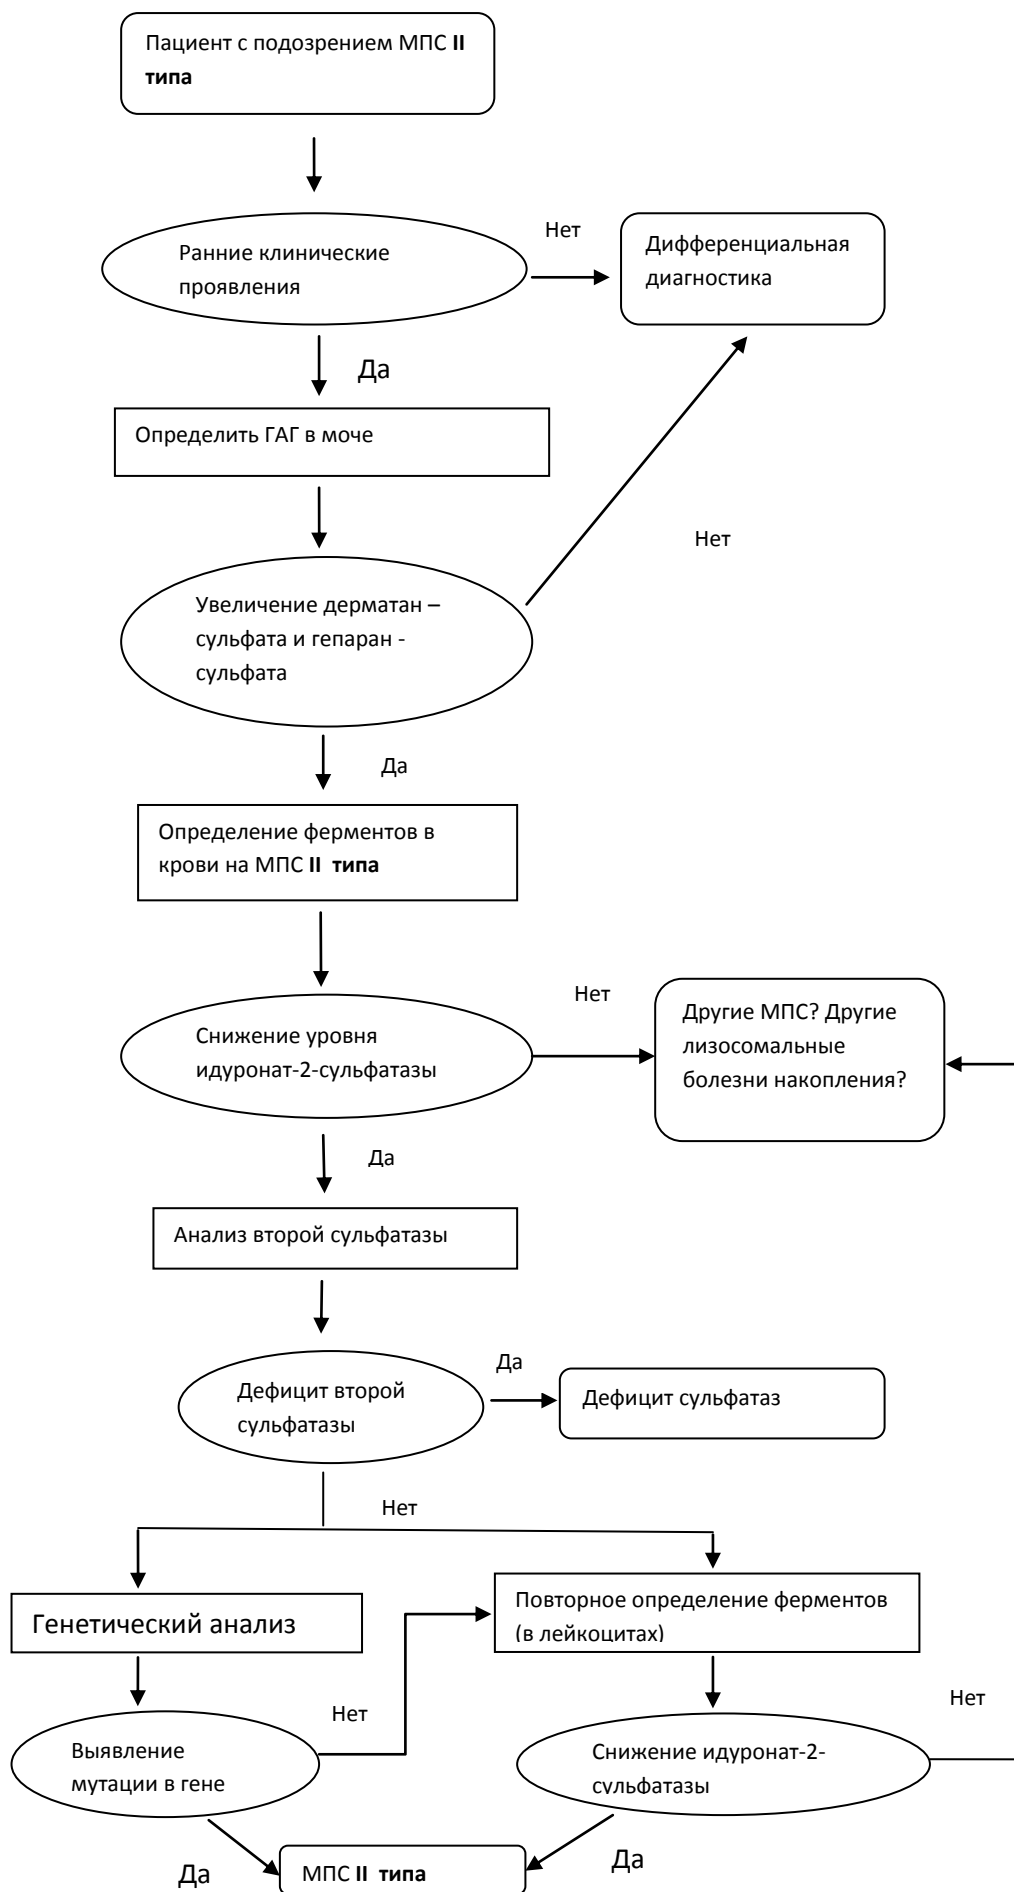 Пациент с подозрением МПС II
типа
Ранние клинические
проявления
Нет
Дифференциальная
диагностика
Да
Определить ГАГ в моче
Нет
Увеличение дерматан –
сульфата и гепаран -
сульфата
Да
Определение ферментов в
крови на МПС II типа
Снижение уровня
идуронат-2-сульфатазы
Нет
Другие МПС? Другие
лизосомальные
болезни накопления?
Да
Анализ второй сульфатазы
Дефицит второй
сульфатазы
Да
Дефицит сульфатаз
Нет
Генетический анализ
Повторное определение ферментов
(в лейкоцитах)
Нет
Нет
Выявление
мутации в гене
Снижение идуронат-2-
сульфатазы
Да
МПС II типа
Да